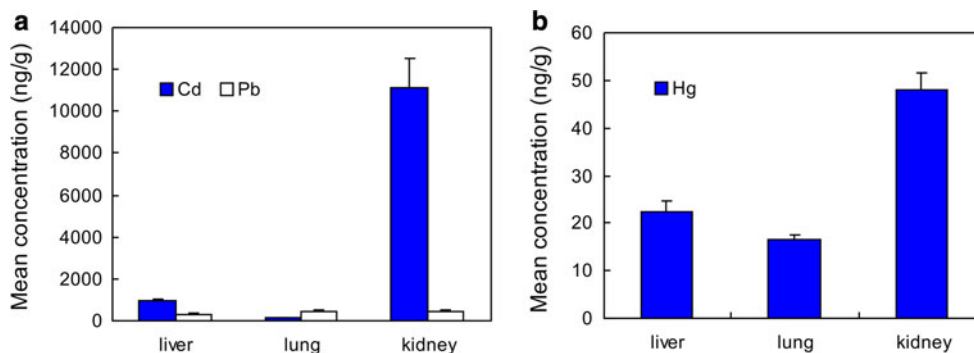 a
Mean concentration (ng/g)
14000
12000
10000
8000
6000
4000
2000
0
Cd Pb
liver lung kidney
b
Mean concentration (ng/g)
60
50
40
30
20
10
0
Hg
liver lung kidney